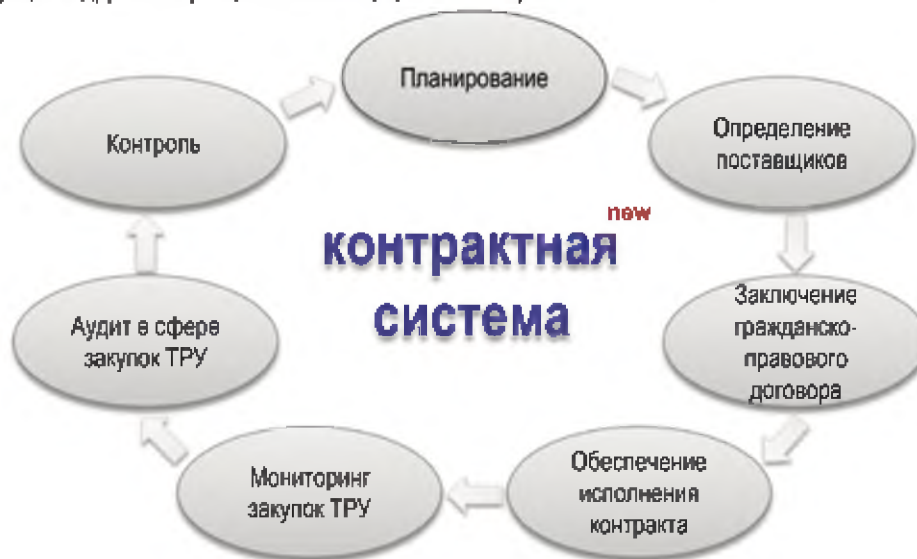 Планирование
Определение
поставщиков
Заключение
гражданско-
правового
договора
Обеспечение
исполнения
контракта
Мониторинг
закупок ТРУ
Аудит в сфере
закупок ТРУ
Контроль
new
контрактная
система